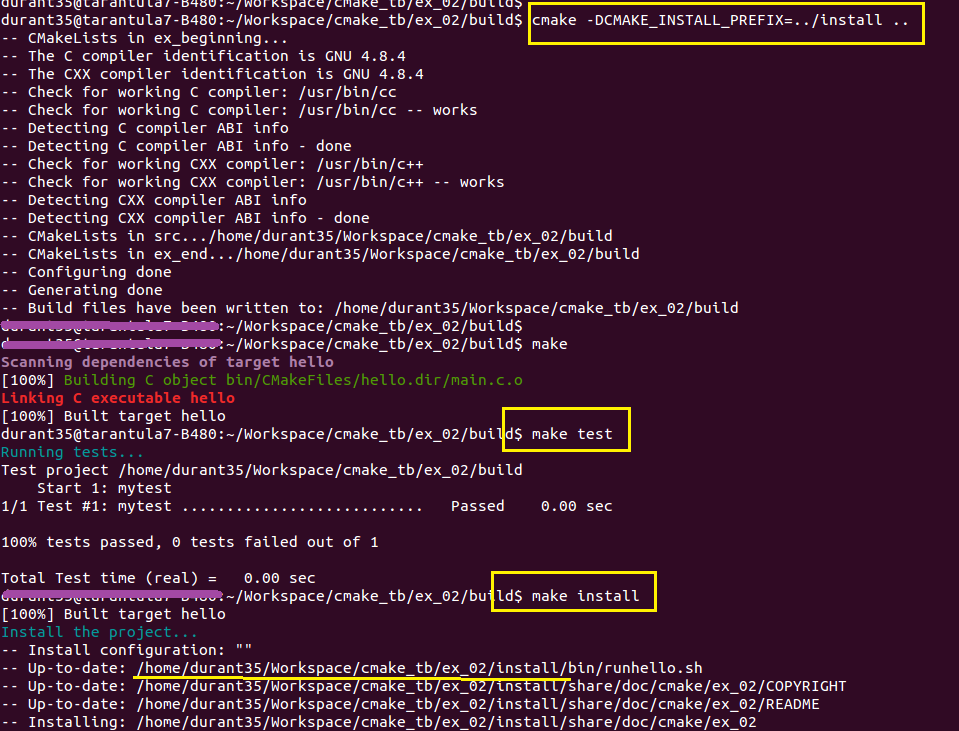 durant35@tarantula7-B480:~/Workspace/cmake_tb/ex_02/build$
durant35@tarantula7-B480:~/Workspace/cmake_tb/ex_02/build$ cmake -DCMAKE_INSTALL_PREFIX=../install ..
-- CMakeLists in ex_beginning...
-- The C compiler identification is GNU 4.8.4
-- The CXX compiler identification is GNU 4.8.4
-- Check for working C compiler: /usr/bin/cc
-- Check for working C compiler: /usr/bin/cc -- works
-- Detecting C compiler ABI info
-- Detecting C compiler ABI info - done
-- Check for working CXX compiler: /usr/bin/c++
-- Check for working CXX compiler: /usr/bin/c++ -- works
-- Detecting CXX compiler ABI info
-- Detecting CXX compiler ABI info - done
-- CMakeLists in src.../home/durant35/Workspace/cmake_tb/ex_02/build
-- CMakeLists in ex_end.../home/durant35/Workspace/cmake_tb/ex_02/build
-- Configuring done
-- Generating done
-- Build files have been written to: /home/durant35/Workspace/cmake_tb/ex_02/build
:~/Workspace/cmake_tb/ex_02/build$
:~/Workspace/cmake_tb/ex_02/build$ make
Scanning dependencies of target hello
[100%] Building C object bin/CMakeFiles/hello.dir/main.c.o
Linking C executable hello
[100%] Built target hello
durant35@tarantula7-B480:~/Workspace/cmake_tb/ex_02/build$ make test
Running tests...
Test project /home/durant35/Workspace/cmake_tb/ex_02/build
    Start 1: mytest
1/1 Test #1: mytest ...........................   Passed    0.00 sec
100% tests passed, 0 tests failed out of 1
Total Test time (real) =   0.00 sec
:~/Workspace/cmake_tb/ex_02/build$ make install
[100%] Built target hello
Install the project...
-- Install configuration: ""
-- Up-to-date: /home/durant35/Workspace/cmake_tb/ex_02/install/bin/runhello.sh
-- Up-to-date: /home/durant35/Workspace/cmake_tb/ex_02/install/share/doc/cmake/ex_02/COPYRIGHT
-- Up-to-date: /home/durant35/Workspace/cmake_tb/ex_02/install/share/doc/cmake/ex_02/README
-- Installing: /home/durant35/Workspace/cmake_tb/ex_02/install/share/doc/cmake/ex_02